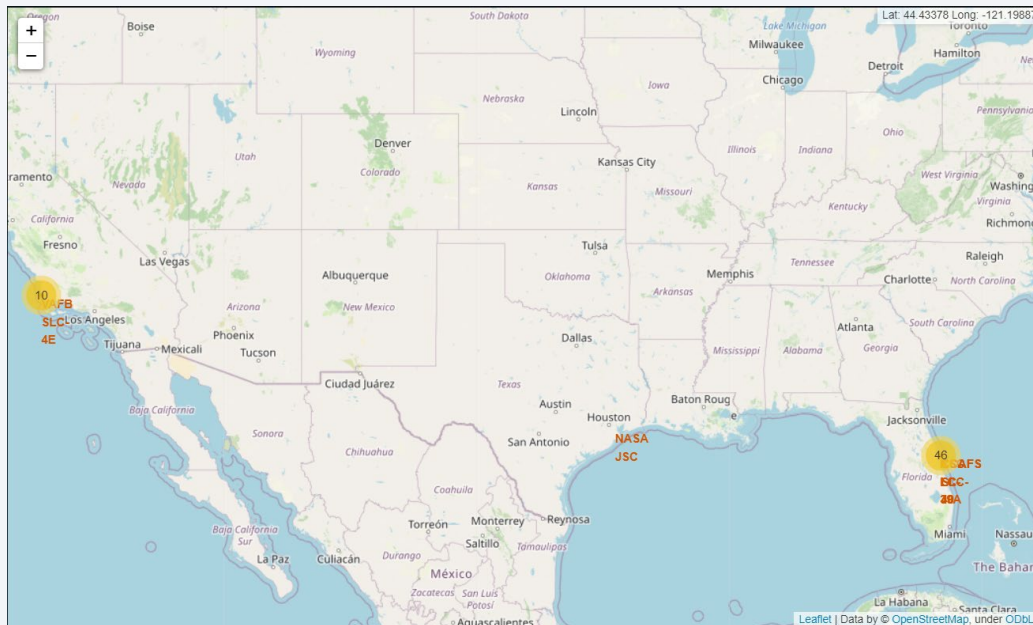 Oregon
Boise
South Dakota
Lat: 44.43378 Long: -121.19887
+
−
Wyoming
Lake Michigan
Toronto
Milwaukee
Hamilton
Detroit
Chicago
Iowa
Nebraska
Lincoln
Pennsylvania
Ohio
Illinois
Indiana
Utah
Denver
Colorado
Nevada
ramento
Kansas City
Kansas
Missouri
West Virginia
Washing
Virginia
Kentucky
Richmon
California
Fresno
Las Vegas
Tulsa
Raleigh
Albuquerque
Oklahoma
Memphis
Tennessee
Charlotte
North Carolina
10
AFB
SLC-
4E
Los Angeles
Arizona
New Mexico
Arkansas
Atlanta
South Carolina
Phoenix
Tijuana
Mexicali
Tucson
Dallas
Mississippi
Alabama
Georgia
Ciudad Juárez
Texas
Baja California
Austin
Houston
Baton Roug
e
Jacksonville
Sonora
San Antonio
NASA
JSC
Chihuahua
46
AFS
Florida
Coahuila
Baja California
Sur
Torreón
Monterrey
Reynosa
Miami
Nassau
La Paz
Culiacán
Durango
Saltillo
Tamaulipas
The Bahar
México
Zacatecas
San Luis
Potosí
La Habana
Santa Clara
Aguascalientes
Leaflet | Data by © OpenStreetMap, under ODbL